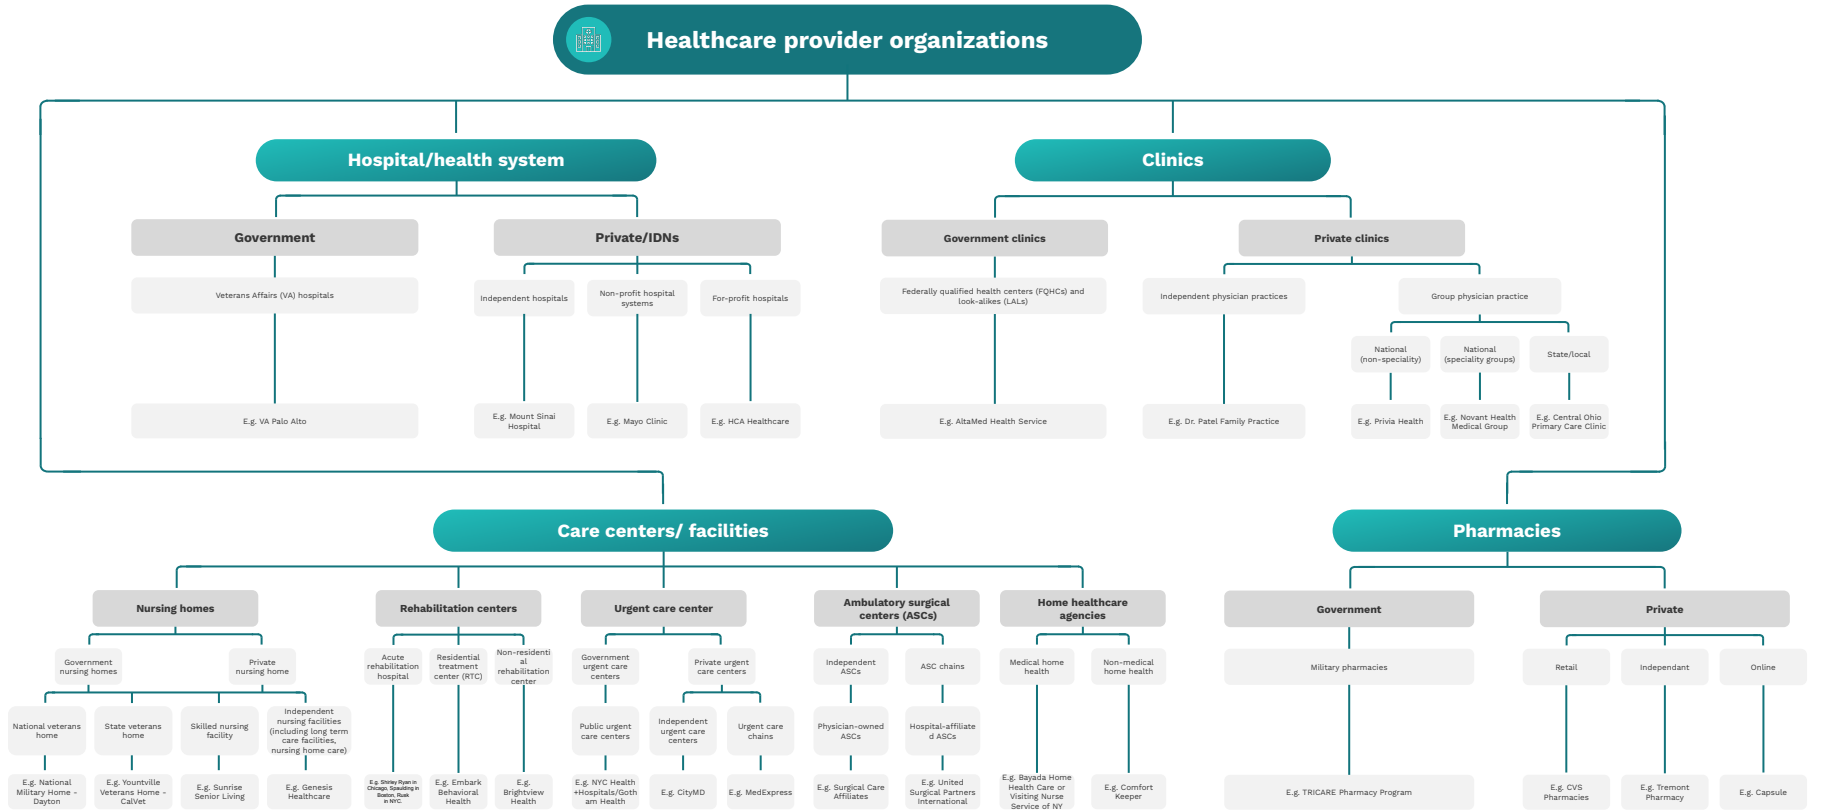 Healthcare provider organizations
Hospital/health system
Clinics
Government
Private/IDNs
Government clinics
Private clinics
Veterans Affairs (VA) hospitals
Independent hospitals
Non-profit hospital
systems
For-profit hospitals
Federally qualified health centers (FQHCs) and
look-alikes (LALs)
Independent physician practices
Group physician practice
National
(non-speciality)
National
(speciality groups)
State/local
E.g. VA Palo Alto
E.g. Mount Sinai
Hospital
E.g. Mayo Clinic
E.g. HCA Healthcare
E.g. AltaMed Health Service
E.g. Dr. Patel Family Practice
E.g. Privia Health
E.g. Novant Health
Medical Group
E.g. Central Ohio
Primary Care Clinic
Care centers/ facilities
Pharmacies
Nursing homes
Rehabilitation centers
Urgent care center
Ambulatory surgical
centers (ASCs)
Home healthcare
agencies
Government
Private
Government
nursing homes
Private
nursing home
Acute
rehabilitation
hospital
Residential
treatment
center (RTC)
Non-residenti
al
rehabilitation
center
Government
urgent care
centers
Private urgent
care centers
Independent
ASCs
ASC chains
Medical home
health
Non-medical
home health
Military pharmacies
Retail
Independant
Online
National veterans
home
State veterans
home
Skilled nursing
facility
Independent
nursing facilities
(including long term
care facilities,
nursing home care)
Public urgent
care centers
Independent
urgent care
centers
Urgent care
chains
Physician-owned
ASCs
Hospital-affiliate
d ASCs
E.g. National
Military Home -
Dayton
E.g. Yountville
Veterans Home -
CalVet
E.g. Sunrise
Senior Living
E.g. Genesis
Healthcare
E.g. Shirley Ryan in
Chicago, Spaulding in
Boston, Rusk
in NYC.
E.g. Embark
Behavioral
Health
E.g.
Brightview
Health
E.g. NYC Health
+Hospitals/Goth
am Health
E.g. CityMD
E.g. MedExpress
E.g. Surgical Care
Affiliates
E.g. United
Surgical Partners
International
E.g. Bayada Home
Health Care or
Visiting Nurse
Service of NY
E.g. Comfort
Keeper
E.g. TRICARE Pharmacy Program
E.g. CVS
Pharmacies
E.g. Tremont
Pharmacy
E.g. Capsule